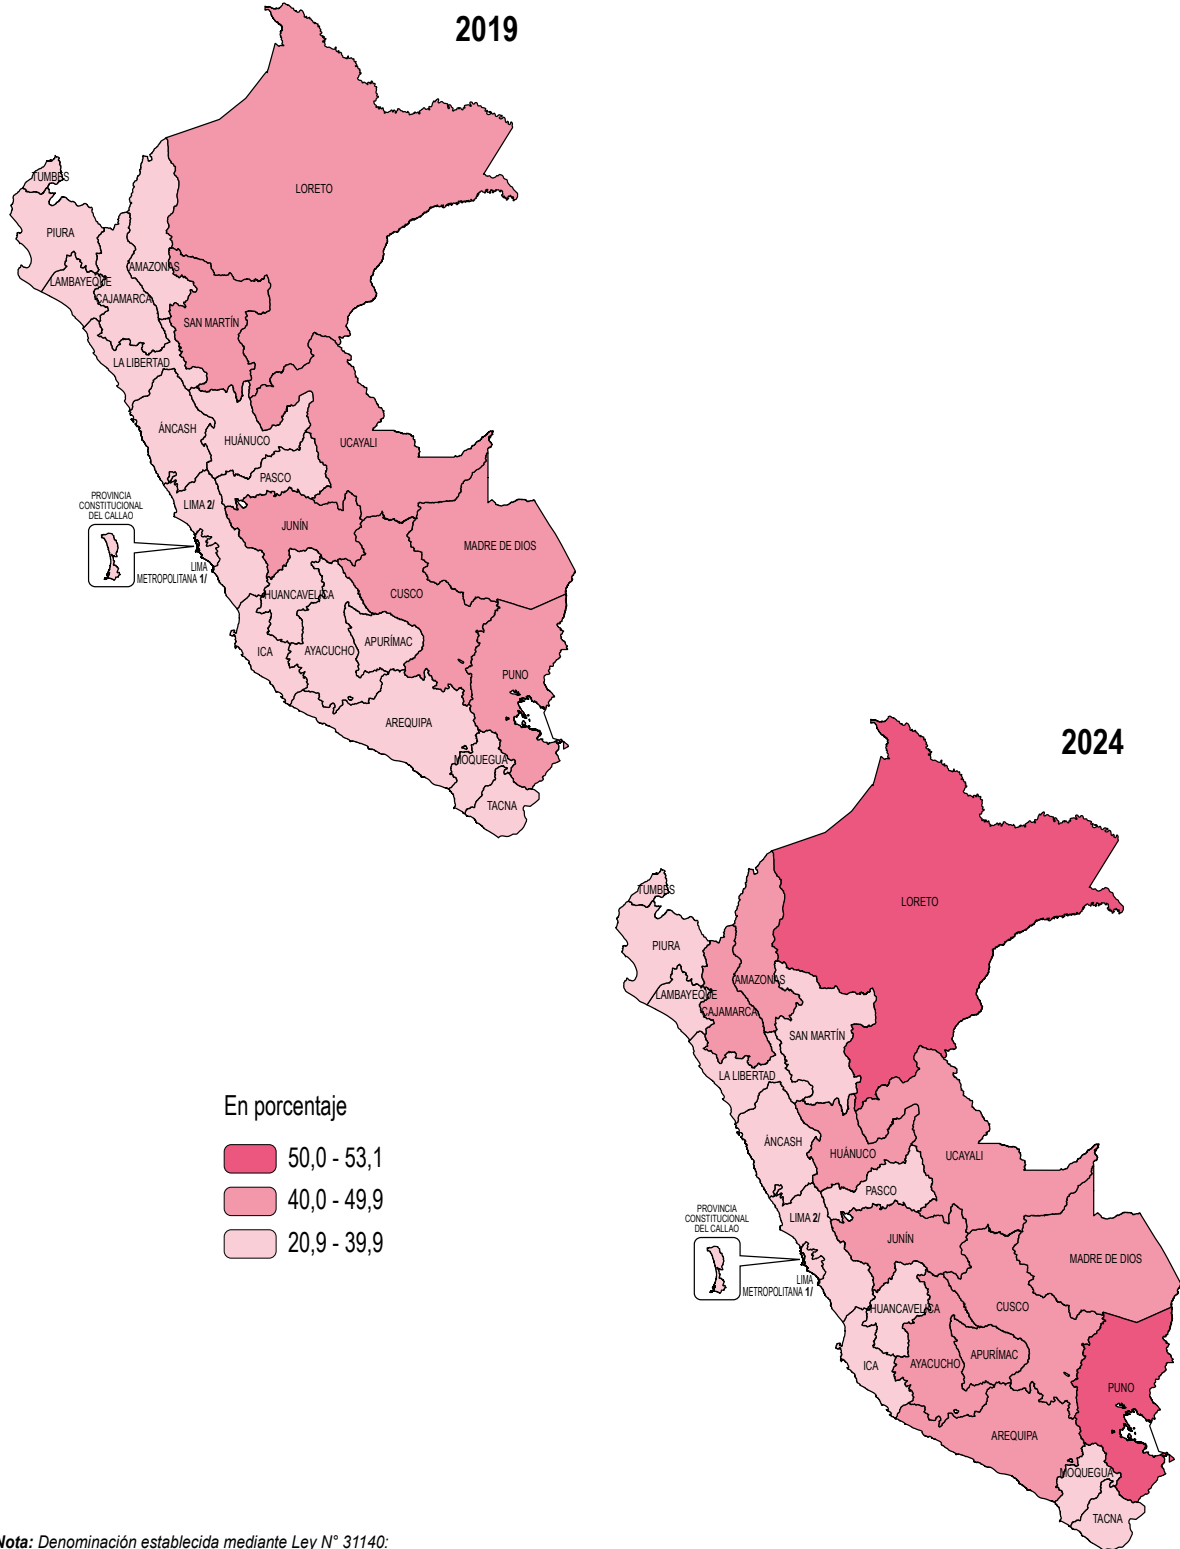 2019
LORETO
TUMBES
PIURA
AMAZONAS
LAMBAYEQUE
CAJAMARCA
SAN MARTÍN
LA LIBERTAD
ÁNCASH
HUÁNUCO
UCAYALI
PASCO
PROVINCIA
CONSTITUCIONAL
DEL CALLAO
LIMA 2/
JUNÍN
MADRE DE DIOS
LIMA
METROPOLITANA 1/
HUANCAVELICA
CUSCO
ICA
AYACUCHO
APURÍMAC
PUNO
AREQUIPA
MOQUEGUA
TACNA
2024
LORETO
TUMBES
PIURA
AMAZONAS
LAMBAYEQUE
CAJAMARCA
SAN MARTÍN
LA LIBERTAD
ÁNCASH
HUÁNUCO
UCAYALI
PASCO
PROVINCIA
CONSTITUCIONAL
DEL CALLAO
LIMA 2/
JUNÍN
MADRE DE DIOS
LIMA
METROPOLITANA 1/
HUANCAVELICA
CUSCO
ICA
AYACUCHO
APURÍMAC
PUNO
AREQUIPA
MOQUEGUA
TACNA
En porcentaje
50,0 - 53,1
40,0 - 49,9
20,9 - 39,9
Nota: Denominación establecida mediante Ley N° 31140: